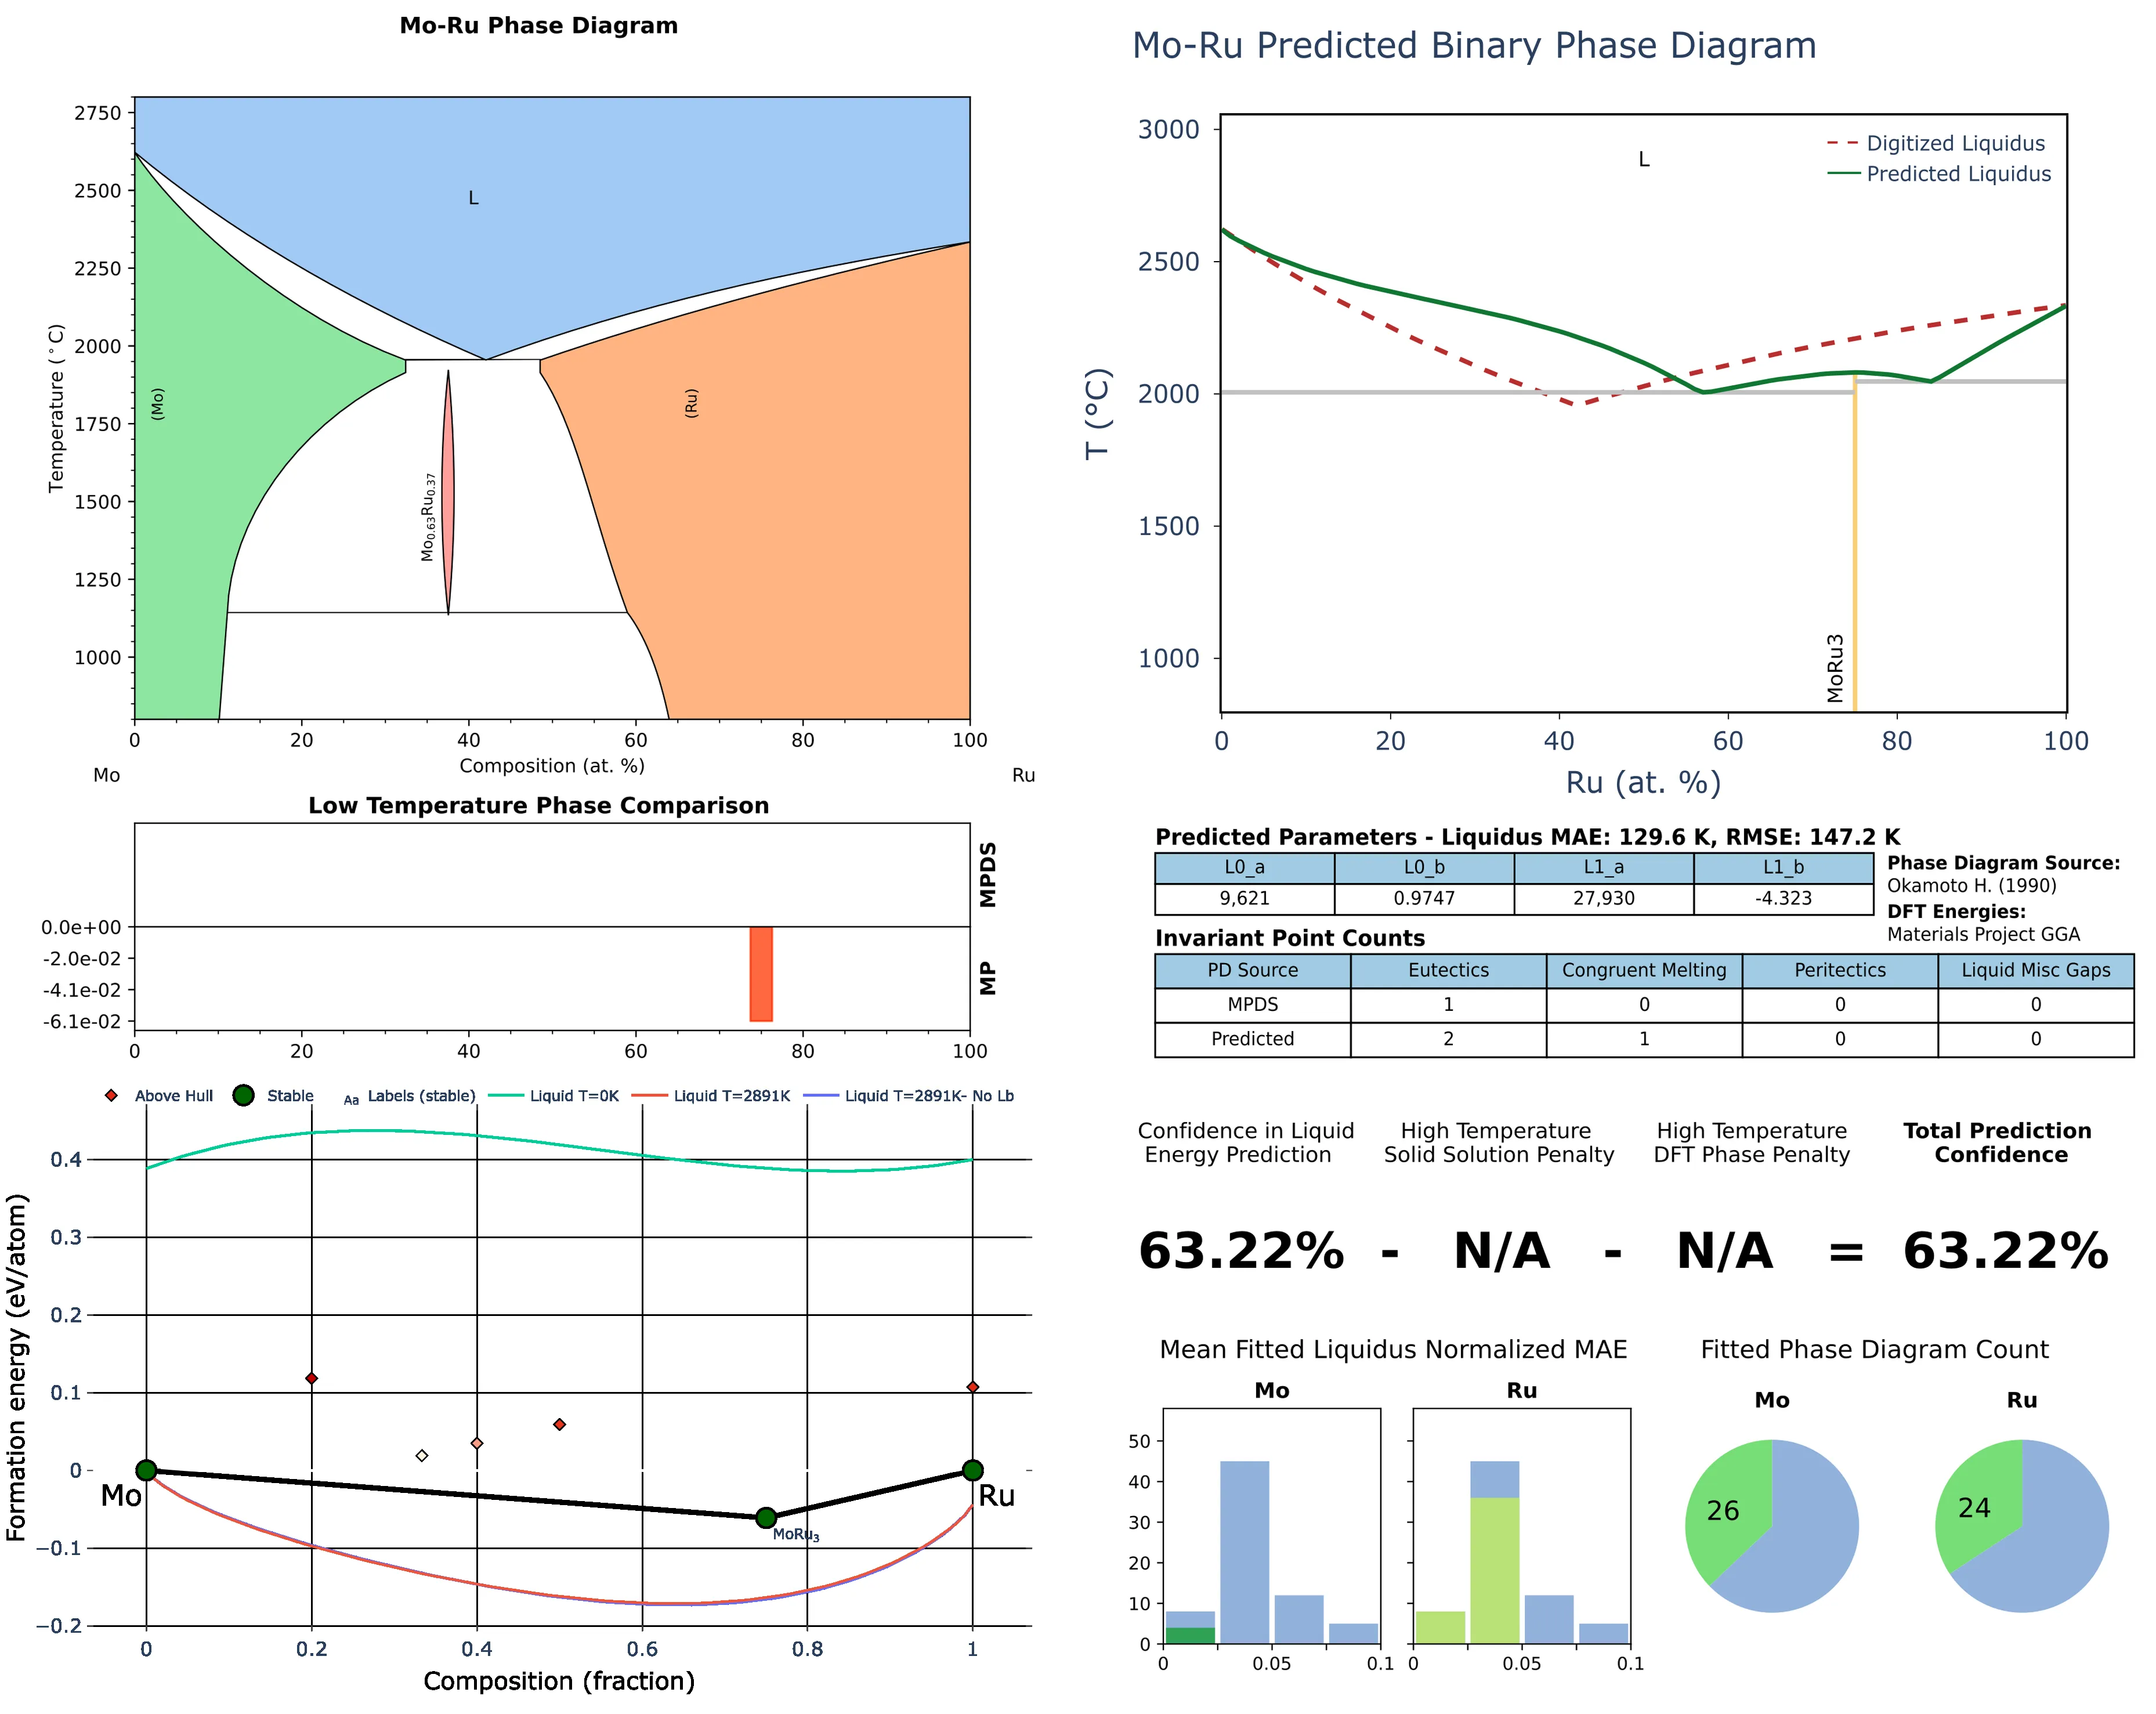 Mo-Ru Phase Diagram
2750
2500
2250
2000
1750
1500
1250
1000
Temperature (°C)
L
(Mo)
(Ru)
Mo0.63Ru0.37
0 20 40 60 80 100
Composition (at. %)
Mo Ru
Low Temperature Phase Comparison
0.0e+00
-2.0e-02
-4.1e-02
-6.1e-02
MPDS
MP
0 20 40 60 80 100
Above Hull Stable Aa Labels (stable) Liquid T=0K Liquid T=2891K Liquid T=2891K- No Lb
0.4
0.3
0.2
0.1
0
−0.1
−0.2
Formation energy (eV/atom)
Mo
Ru
MoRu3
0 0.2 0.4 0.6 0.8 1
Composition (fraction)
Mo-Ru Predicted Binary Phase Diagram
3000
2500
2000
1500
1000
T (°C)
L
Digitized Liquidus
Predicted Liquidus
MoRu3
0 20 40 60 80 100
Ru (at. %)
Predicted Parameters - Liquidus MAE: 129.6 K, RMSE: 147.2 K
L0_a L0_b L1_a L1_b
9,621 0.9747 27,930 -4.323
Phase Diagram Source:
Okamoto H. (1990)
DFT Energies:
Materials Project GGA
Invariant Point Counts
PD Source Eutectics Congruent Melting Peritectics Liquid Misc Gaps
MPDS 1 0 0 0
Predicted 2 1 0 0
Confidence in Liquid
Energy Prediction
High Temperature
Solid Solution Penalty
High Temperature
DFT Phase Penalty
Total Prediction
Confidence
63.22% - N/A - N/A = 63.22%
Mean Fitted Liquidus Normalized MAE
Mo Ru
50
40
30
20
10
0
0 0.05 0.1 0 0.05 0.1
Fitted Phase Diagram Count
Mo Ru
26 24